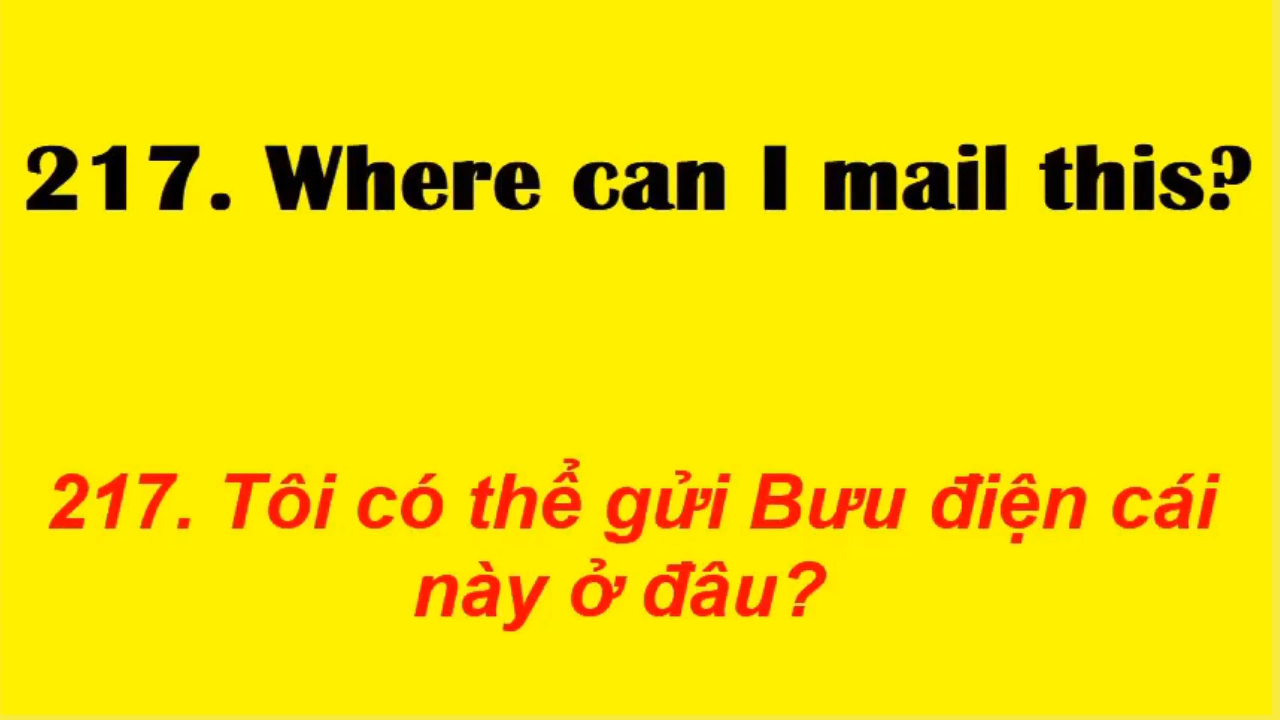 217. Where can I mail this?
217. Tôi có thể gửi Bưu điện cái
này ở đâu?